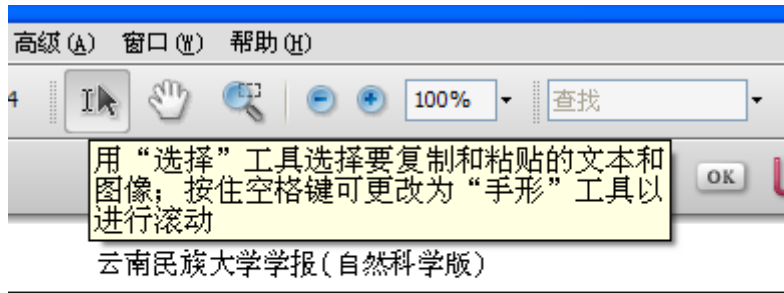 高级(A) 窗口(W) 帮助(H)
4 100% 查找
用“选择”工具选择要复制和粘贴的文本和
图像；按住空格键可更改为“手形”工具以
进行滚动
OK
云南民族大学学报(自然科学版)